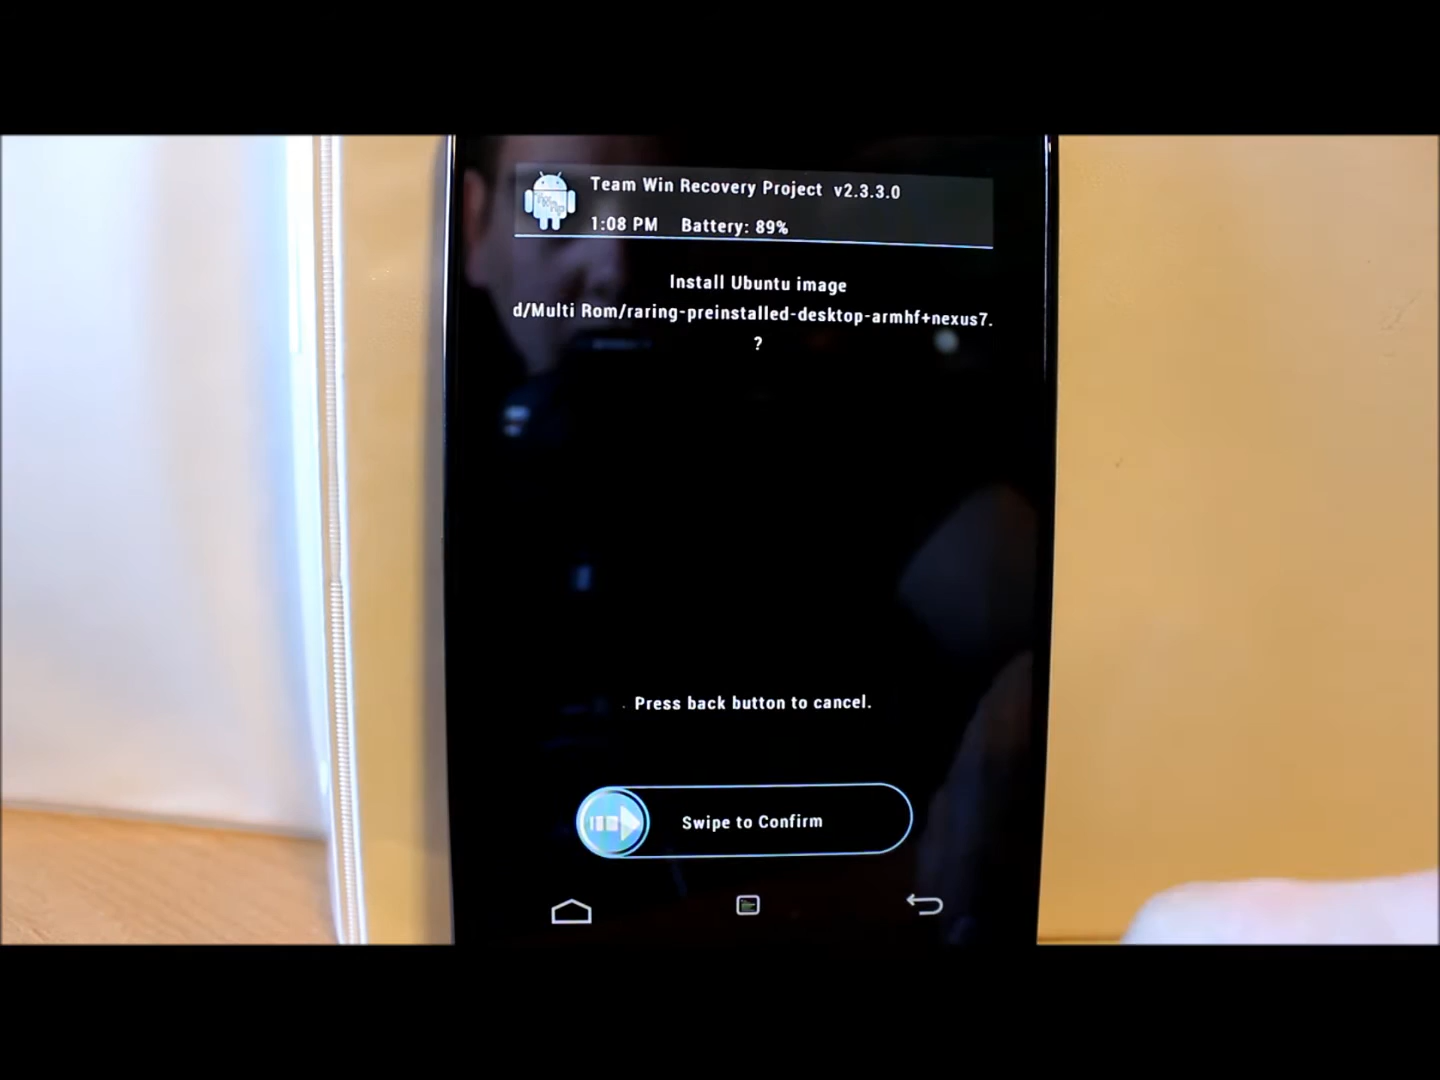 Team Win Recovery Project v2.3.3.0
1:08 PM Battery: 89%
Install Ubuntu image
d/Multi Rom/raring-preinstalled-desktop-armhf+nexus7.
?
Press back button to cancel.
Swipe to Confirm